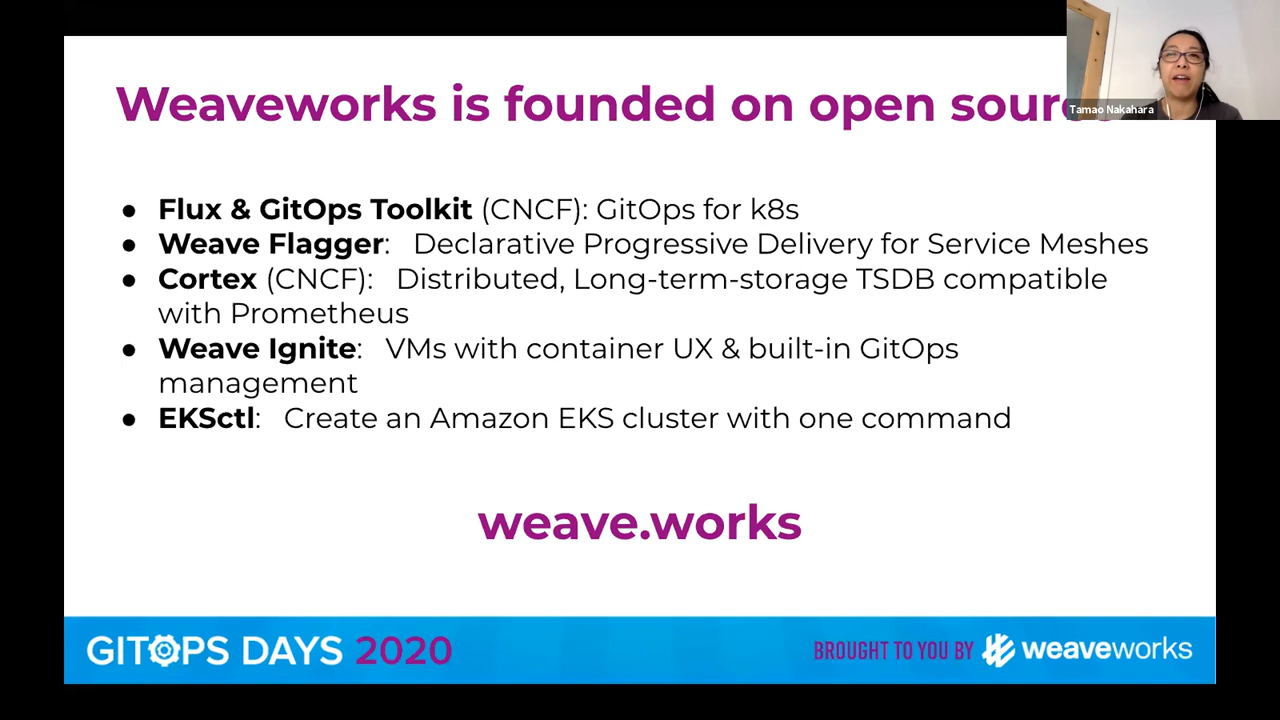 Weaveworks is founded on open sour
Tamao Nakahara
● Flux & GitOps Toolkit (CNCF): GitOps for k8s
● Weave Flagger: Declarative Progressive Delivery for Service Meshes
● Cortex (CNCF): Distributed, Long-term-storage TSDB compatible
with Prometheus
● Weave Ignite: VMs with container UX & built-in GitOps
management
● EKSctl: Create an Amazon EKS cluster with one command
weave.works
GITOPS DAYS 2020
BROUGHT TO YOU BY weaveworks